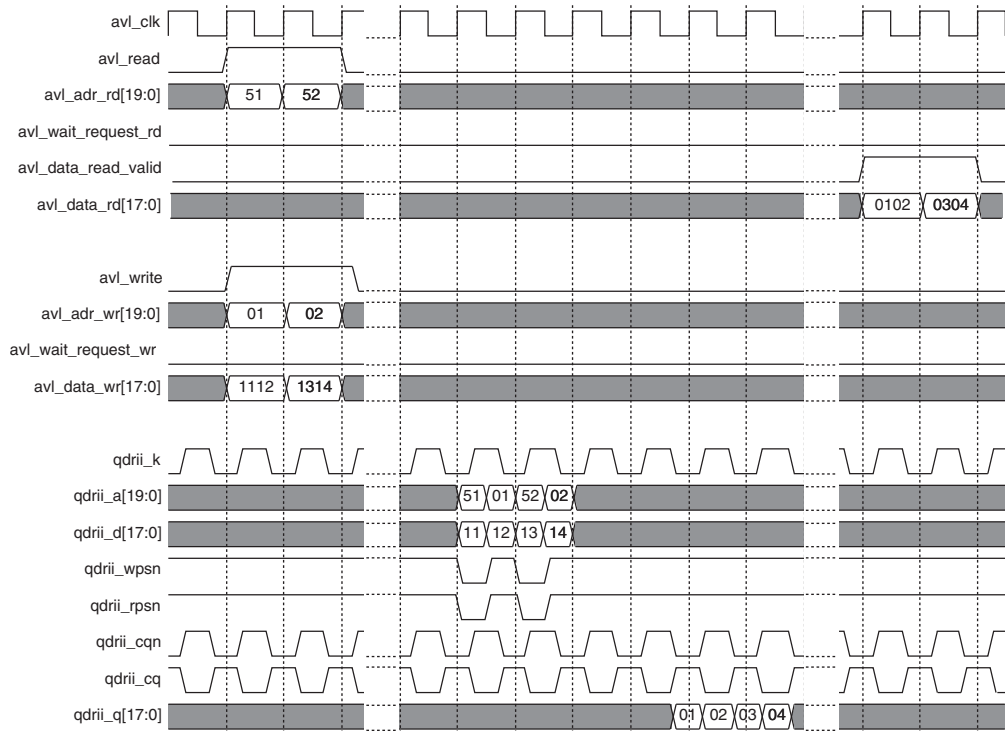 avl_clk
avl_read
avl_adr_rd[19:0] 51 52
avl_wait_request_rd
avl_data_read_valid
avl_data_rd[17:0] 0102 0304
avl_write
avl_adr_wr[19:0] 01 02
avl_wait_request_wr
avl_data_wr[17:0] 1112 1314
qdrii_k
qdrii_a[19:0] 51 01 52 02
qdrii_d[17:0] 11 12 13 14
qdrii_wpsn
qdrii_rpsn
qdrii_cqn
qdrii_cq
qdrii_q[17:0] 01 02 03 04